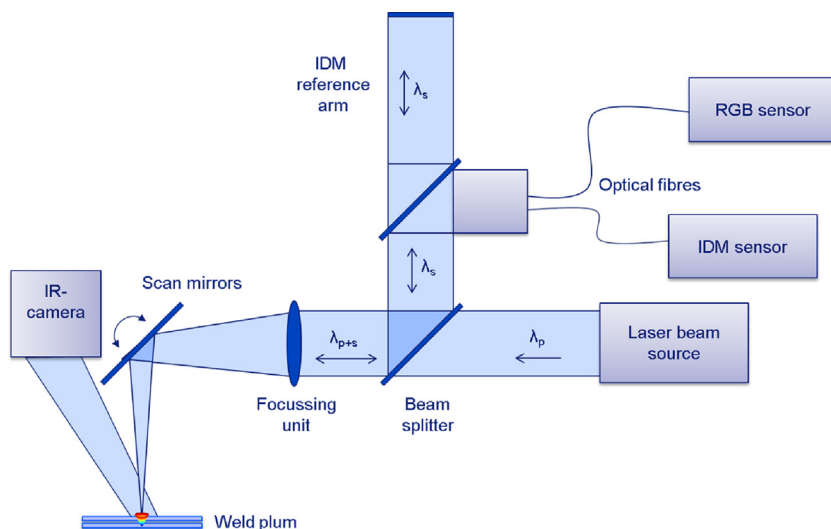 IDM
reference
arm
λs
RGB sensor
Optical fibres
IDM sensor
λs
Scan mirrors
IR-
camera
λp+s
λp
Laser beam
source
Focussing
unit
Beam
splitter
Weld plum